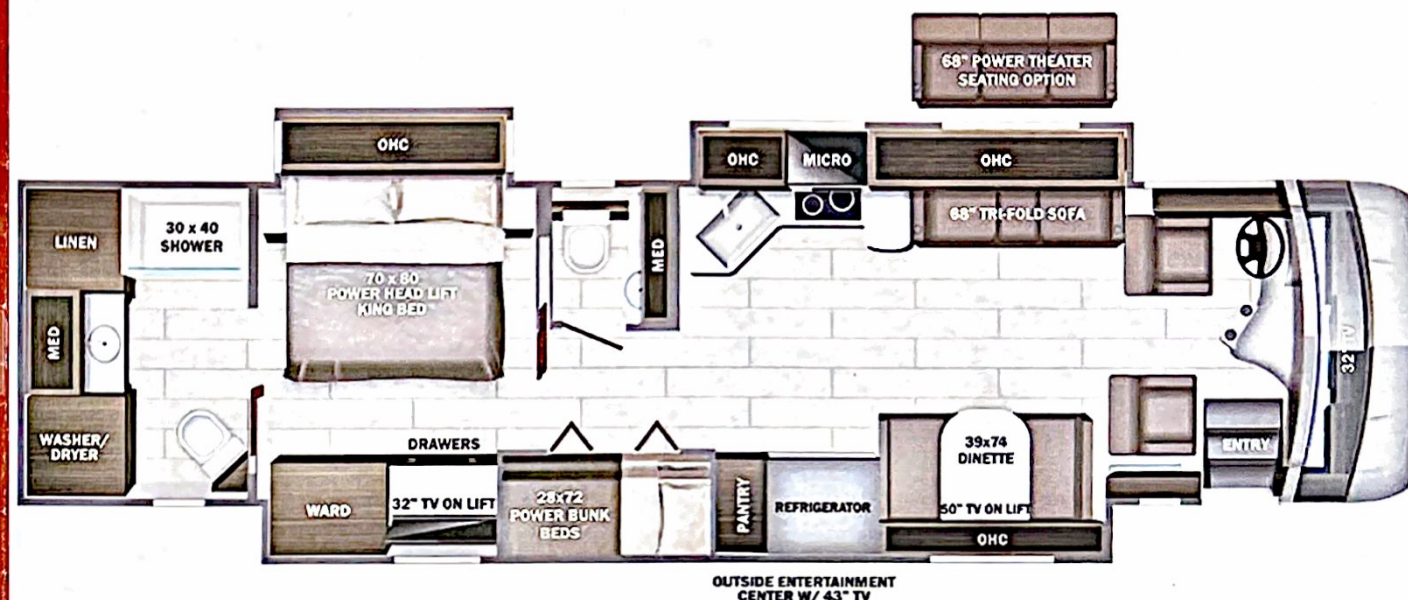 68" POWER THEATER
SEATING OPTION
OHC
OHC
MICRO
OHC
LINEN
30 x 40
SHOWER
68" TRI-FOLD SOFA
MED
70 x 80
POWER HEAD LIFT
KING BED
MED
32" TV
WASHER/
DRYER
DRAWERS
39x74
DINETTE
ENTRY
WARD
32" TV ON LIFT
28x72
POWER BUNK
BEDS
PANTRY
REFRIGERATOR
50" TV ON LIFT
OHC
OUTSIDE ENTERTAINMENT
CENTER W/ 43" TV